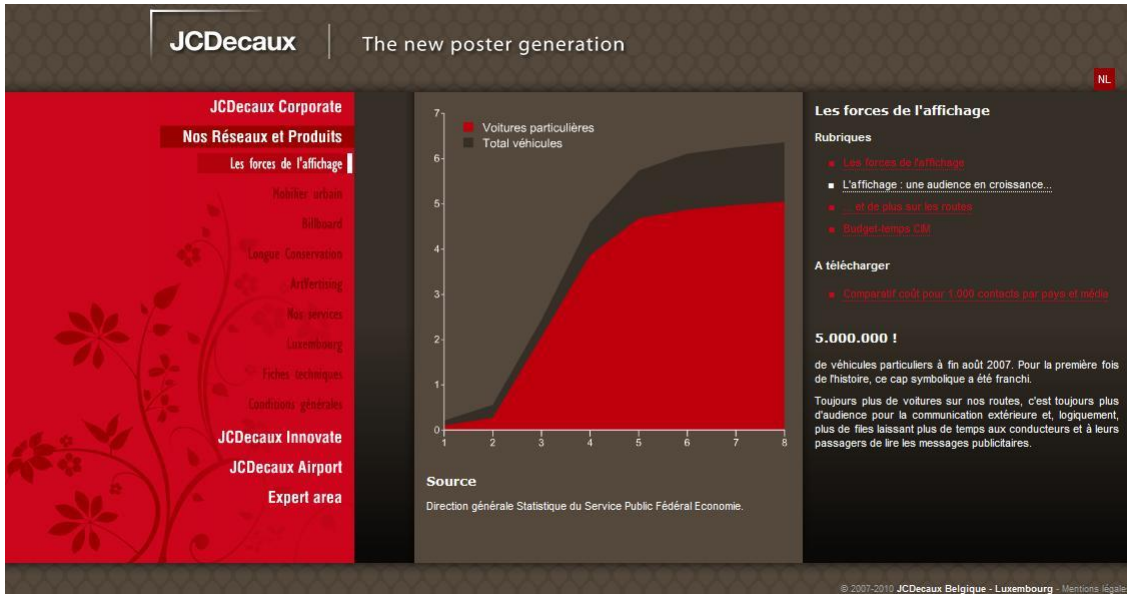 JCDecaux
The new poster generation
NL
JCDecaux Corporate
Nos Réseaux et Produits
Les forces de l'affichage
Mobilier urbain
Billboard
Longue Conservation
ArtVertising
Nos services
Luxembourg
Fiches techniques
Conditions générales
JCDecaux Innovate
JCDecaux Airport
Expert area
Voitures particulières
Total véhicules
7
6
5
4
3
2
1
0
1 2 3 4 5 6 7 8
Source
Direction générale Statistique du Service Public Fédéral Economie.
Les forces de l'affichage
Rubriques
Les forces de l'affichage
L'affichage : une audience en croissance...
... et de plus sur les routes
Budget-temps CIM
A télécharger
Comparatif coût pour 1.000 contacts par pays et média
5.000.000 !
de véhicules particuliers à fin août 2007. Pour la première fois
de l'histoire, ce cap symbolique a été franchi.
Toujours plus de voitures sur nos routes, c'est toujours plus
d'audience pour la communication extérieure et, logiquement,
plus de files laissant plus de temps aux conducteurs et à leurs
passagers de lire les messages publicitaires.
© 2007-2010 JCDecaux Belgique - Luxembourg - Mentions légale